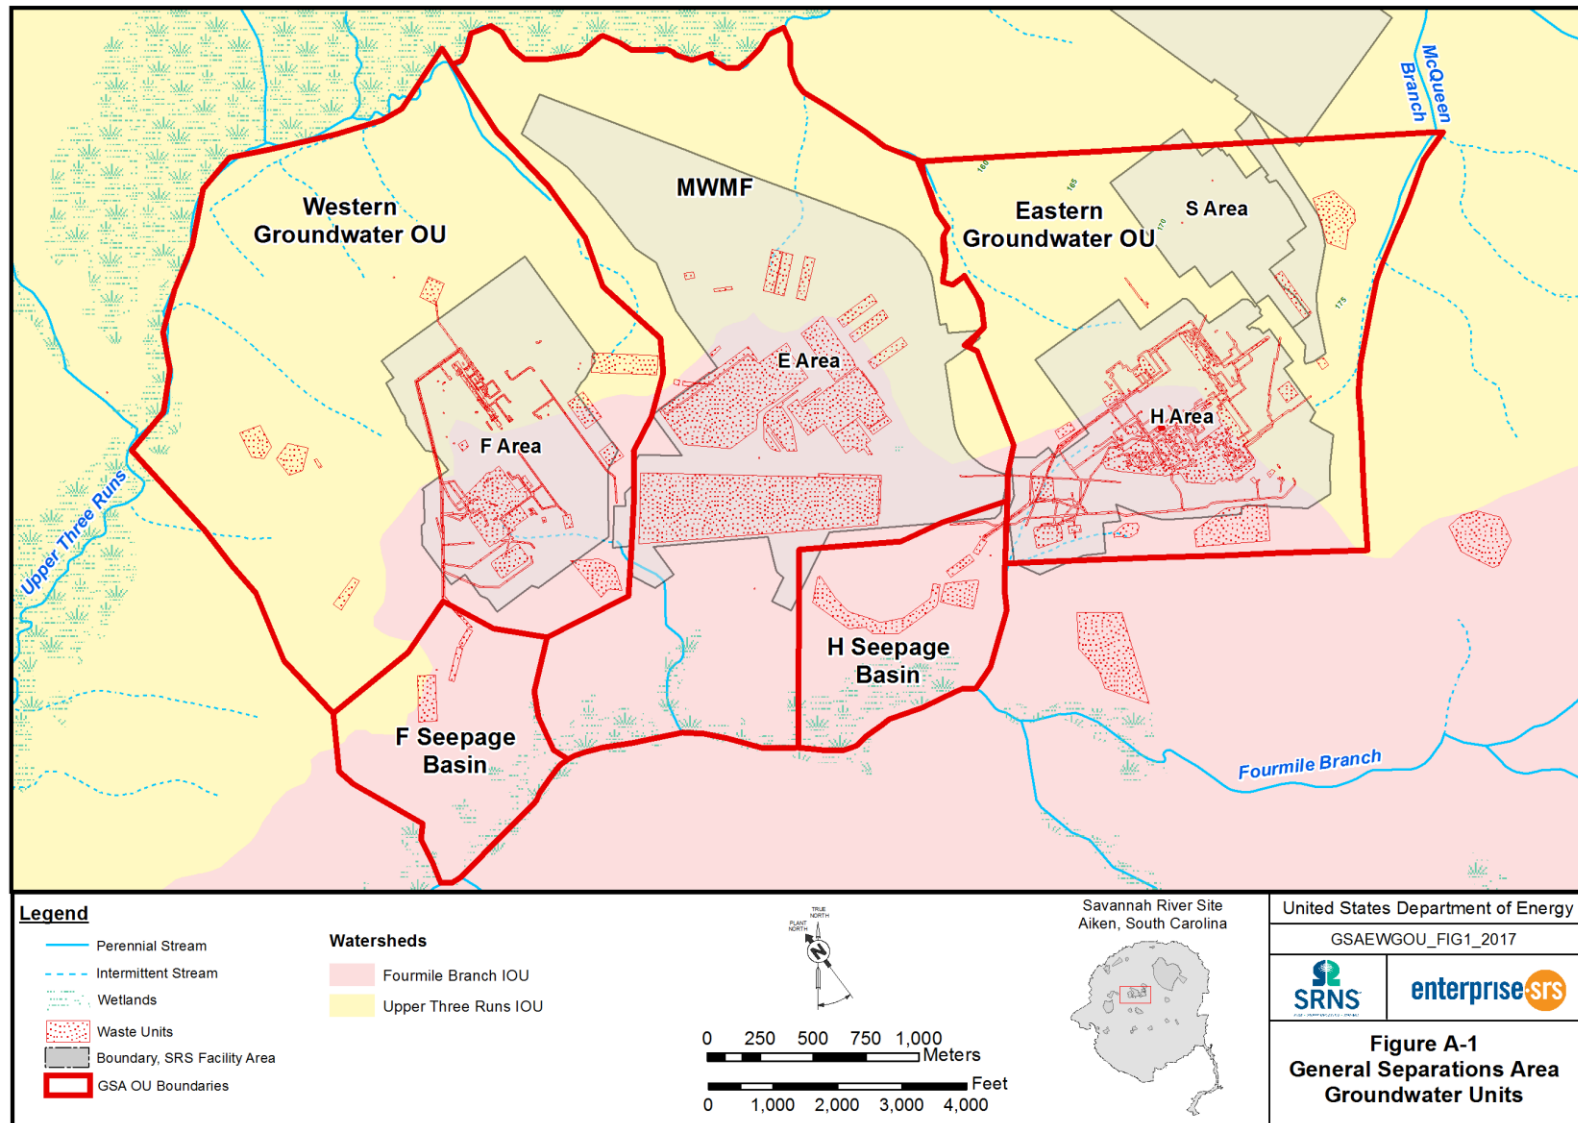 McQueen
Branch
160
165
170
175
MWMF
Western
Groundwater OU
Eastern
Groundwater OU
S Area
E Area
F Area
H Area
Upper Three Runs
H Seepage
Basin
F Seepage
Basin
Fourmile Branch
Legend
Perennial Stream
Intermittent Stream
Wetlands
Waste Units
Boundary, SRS Facility Area
GSA OU Boundaries
Watersheds
Fourmile Branch IOU
Upper Three Runs IOU
TRUE
NORTH
PLANT
NORTH
N
0 250 500 750 1,000
Meters
Feet
0 1,000 2,000 3,000 4,000
Savannah River Site
Aiken, South Carolina
United States Department of Energy
GSAEWGOU_FIG1_2017
SRNS
enterprise·srs
Figure A-1
General Separations Area
Groundwater Units